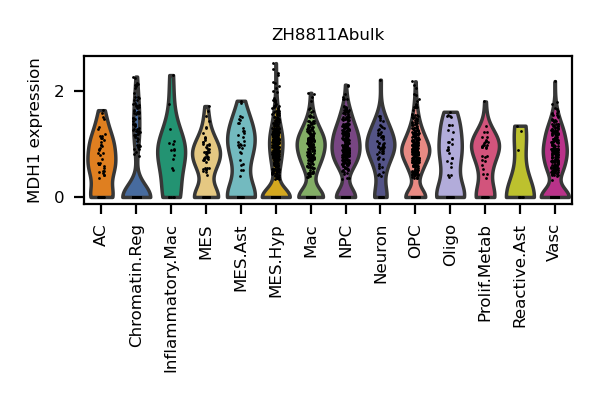 ZH8811Abulk
MDH1 expression
2
0
AC
Chromatin.Reg
Inflammatory.Mac
MES
MES.Ast
MES.Hyp
Mac
NPC
Neuron
OPC
Oligo
Prolif.Metab
Reactive.Ast
Vasc